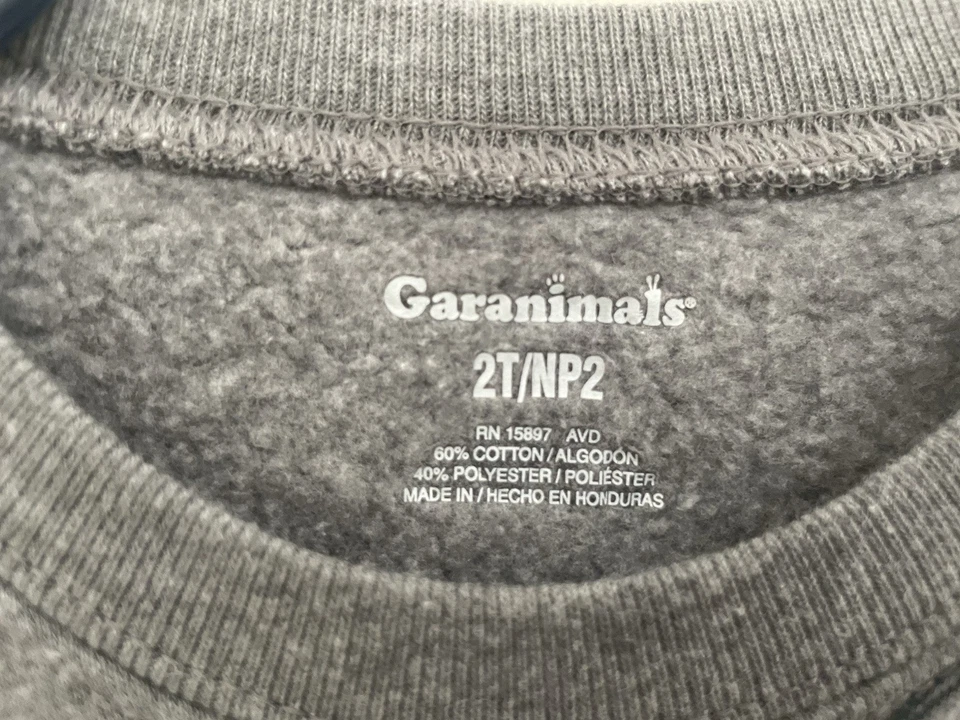 Garanimals®
2T/NP2
RN 15897 AVD
60% COTTON / ALGODÓN
40% POLYESTER / POLIÉSTER
MADE IN / HECHO EN HONDURAS